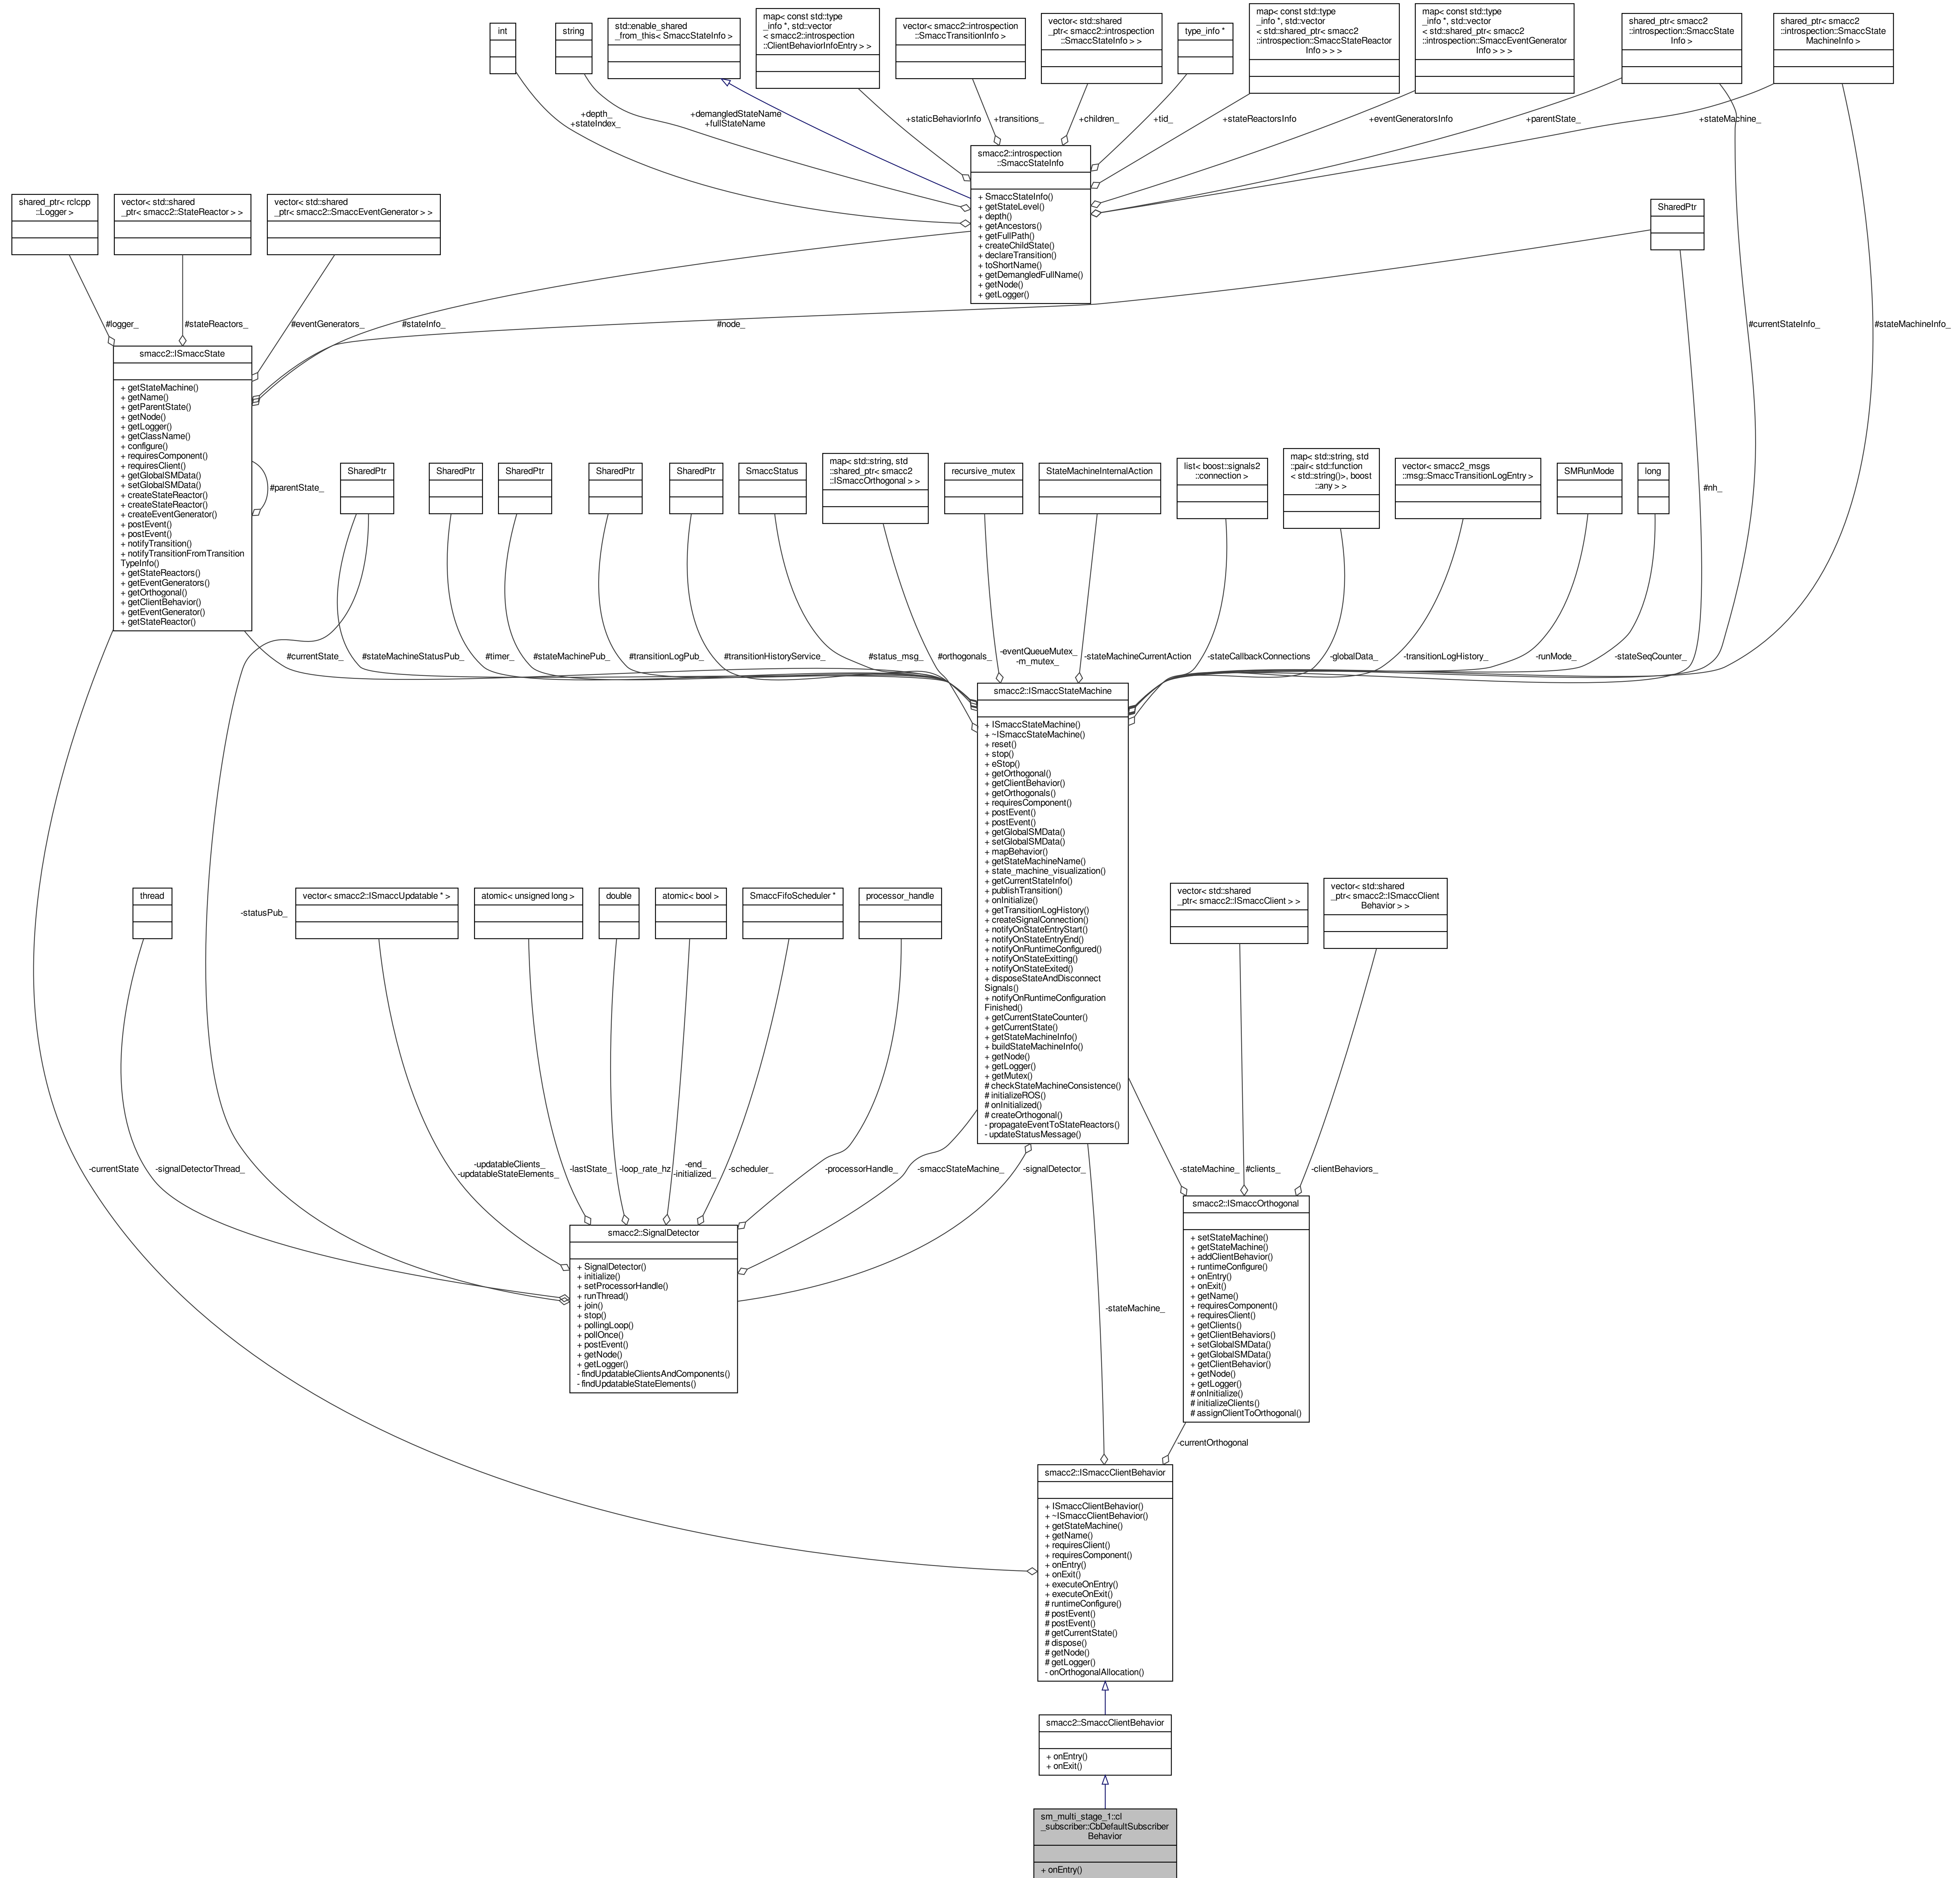 int
string
std::enable_shared
_from_this< SmaccStateInfo >
map< const std::type
_info *, std::vector
< smacc2::introspection
::ClientBehaviorInfoEntry > >
vector< smacc2::introspection
::SmaccTransitionInfo >
vector< std::shared
_ptr< smacc2::introspection
::SmaccStateInfo > >
type_info *
map< const std::type
_info *, std::vector
< std::shared_ptr< smacc2
::introspection::SmaccStateReactor
Info > > >
map< const std::type
_info *, std::vector
< std::shared_ptr< smacc2
::introspection::SmaccEventGenerator
Info > > >
shared_ptr< smacc2
::introspection::SmaccState
Info >
shared_ptr< smacc2
::introspection::SmaccState
MachineInfo >
+depth_
+stateIndex_
+demangledStateName
+fullStateName
+staticBehaviorInfo
+transitions_
+children_
+tid_
+stateReactorsInfo
+eventGeneratorsInfo
+parentState_
+stateMachine_
smacc2::introspection
::SmaccStateInfo
+ SmaccStateInfo()
+ getStateLevel()
+ depth()
+ getAncestors()
+ getFullPath()
+ createChildState()
+ declareTransition()
+ toShortName()
+ getDemangledFullName()
+ getNode()
+ getLogger()
shared_ptr< rclcpp
::Logger >
vector< std::shared
_ptr< smacc2::StateReactor > >
vector< std::shared
_ptr< smacc2::SmaccEventGenerator > >
SharedPtr
#logger_
#stateReactors_
#eventGenerators_
#stateInfo_
#node_
#currentStateInfo_
#stateMachineInfo_
smacc2::ISmaccState
+ getStateMachine()
+ getName()
+ getParentState()
+ getNode()
+ getLogger()
+ getClassName()
+ configure()
+ requiresComponent()
+ requiresClient()
+ getGlobalSMData()
+ setGlobalSMData()
+ createStateReactor()
+ createStateReactor()
+ createEventGenerator()
+ postEvent()
+ postEvent()
+ notifyTransition()
+ notifyTransitionFromTransition
TypeInfo()
+ getStateReactors()
+ getEventGenerators()
+ getOrthogonal()
+ getClientBehavior()
+ getEventGenerator()
+ getStateReactor()
#parentState_
SharedPtr
SharedPtr
SharedPtr
SharedPtr
SharedPtr
SmaccStatus
map< std::string, std
::shared_ptr< smacc2
::ISmaccOrthogonal > >
recursive_mutex
StateMachineInternalAction
list< boost::signals2
::connection >
map< std::string, std
::pair< std::function
< std::string()>, boost
::any > >
vector< smacc2_msgs
::msg::SmaccTransitionLogEntry >
SMRunMode
long
#nh_
#currentState_
#stateMachineStatusPub_
#timer_
#stateMachinePub_
#transitionLogPub_
#transitionHistoryService_
#status_msg_
#orthogonals_
-eventQueueMutex_
-m_mutex_
-stateMachineCurrentAction
-stateCallbackConnections
-globalData_
-transitionLogHistory_
-runMode_
-stateSeqCounter_
smacc2::ISmaccStateMachine
+ ISmaccStateMachine()
+ ~ISmaccStateMachine()
+ reset()
+ stop()
+ eStop()
+ getOrthogonal()
+ getClientBehavior()
+ getOrthogonals()
+ requiresComponent()
+ postEvent()
+ postEvent()
+ getGlobalSMData()
+ setGlobalSMData()
+ mapBehavior()
+ getStateMachineName()
+ state_machine_visualization()
+ getCurrentStateInfo()
+ publishTransition()
+ onInitialize()
+ getTransitionLogHistory()
+ createSignalConnection()
+ notifyOnStateEntryStart()
+ notifyOnStateEntryEnd()
+ notifyOnRuntimeConfigured()
+ notifyOnStateExitting()
+ notifyOnStateExited()
+ disposeStateAndDisconnect
Signals()
+ notifyOnRuntimeConfiguration
Finished()
+ getCurrentStateCounter()
+ getCurrentState()
+ getStateMachineInfo()
+ buildStateMachineInfo()
+ getNode()
+ getLogger()
+ getMutex()
# checkStateMachineConsistence()
# initializeROS()
# onInitialized()
# createOrthogonal()
- propagateEventToStateReactors()
- updateStatusMessage()
thread
-statusPub_
vector< smacc2::ISmaccUpdatable * >
atomic< unsigned long >
double
atomic< bool >
SmaccFifoScheduler *
processor_handle
vector< std::shared
_ptr< smacc2::ISmaccClient > >
vector< std::shared
_ptr< smacc2::ISmaccClient
Behavior > >
-currentState
-signalDetectorThread_
-updatableClients_
-updatableStateElements_
-lastState_
-loop_rate_hz
-end_
-initialized_
-scheduler_
-processorHandle_
-smaccStateMachine_
-signalDetector_
-stateMachine_
#clients_
-clientBehaviors_
smacc2::SignalDetector
+ SignalDetector()
+ initialize()
+ setProcessorHandle()
+ runThread()
+ join()
+ stop()
+ pollingLoop()
+ pollOnce()
+ postEvent()
+ getNode()
+ getLogger()
- findUpdatableClientsAndComponents()
- findUpdatableStateElements()
smacc2::ISmaccOrthogonal
+ setStateMachine()
+ getStateMachine()
+ addClientBehavior()
+ runtimeConfigure()
+ onEntry()
+ onExit()
+ getName()
+ requiresComponent()
+ requiresClient()
+ getClients()
+ getClientBehaviors()
+ setGlobalSMData()
+ getGlobalSMData()
+ getClientBehavior()
+ getNode()
+ getLogger()
# onInitialize()
# initializeClients()
# assignClientToOrthogonal()
-stateMachine_
-currentOrthogonal
smacc2::ISmaccClientBehavior
+ ISmaccClientBehavior()
+ ~ISmaccClientBehavior()
+ getStateMachine()
+ getName()
+ requiresClient()
+ requiresComponent()
+ onEntry()
+ onExit()
+ executeOnEntry()
+ executeOnExit()
# runtimeConfigure()
# postEvent()
# postEvent()
# getCurrentState()
# dispose()
# getNode()
# getLogger()
- onOrthogonalAllocation()
smacc2::SmaccClientBehavior
+ onEntry()
+ onExit()
sm_multi_stage_1::cl
_subscriber::CbDefaultSubscriber
Behavior
+ onEntry()